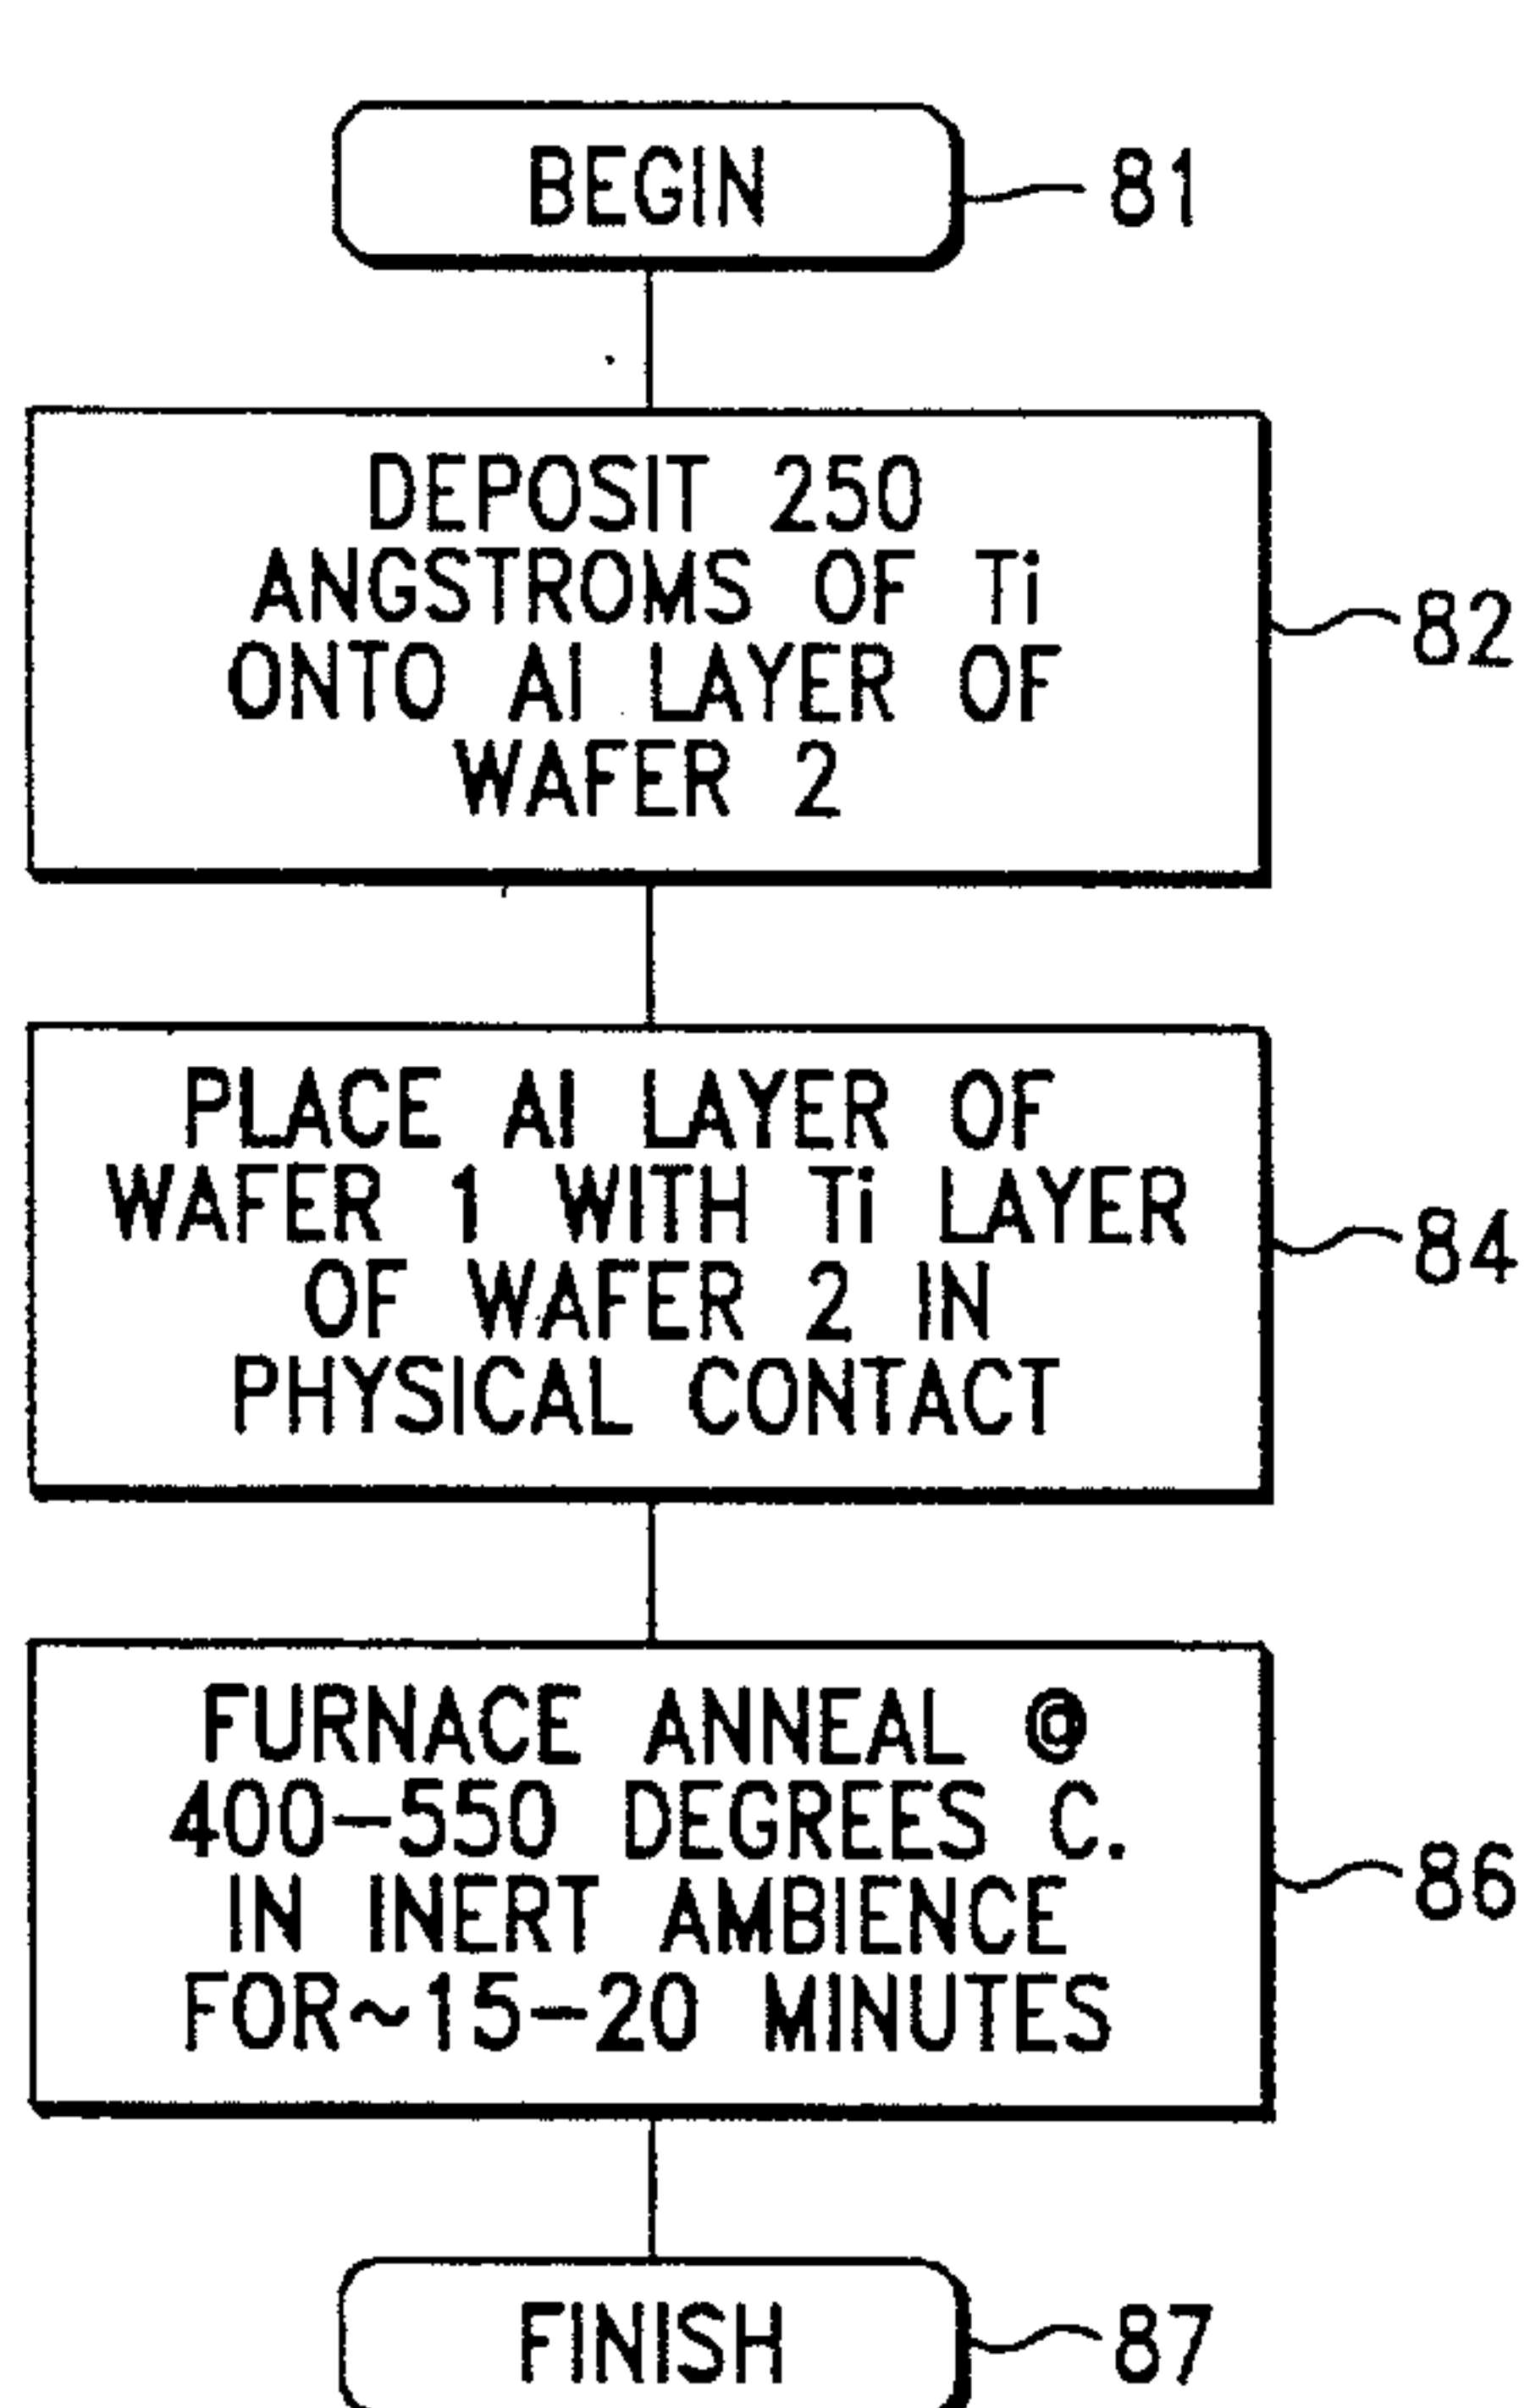 BEGIN
81
DEPOSIT 250
ANGSTROMS OF Ti
ONTO Al LAYER OF
WAFER 2
82
PLACE Al LAYER OF
WAFER 1 WITH Ti LAYER
OF WAFER 2 IN
PHYSICAL CONTACT
84
FURNACE ANNEAL @
400-550 DEGREES C.
IN INERT AMBIENCE
FOR~15-20 MINUTES
86
FINISH
87